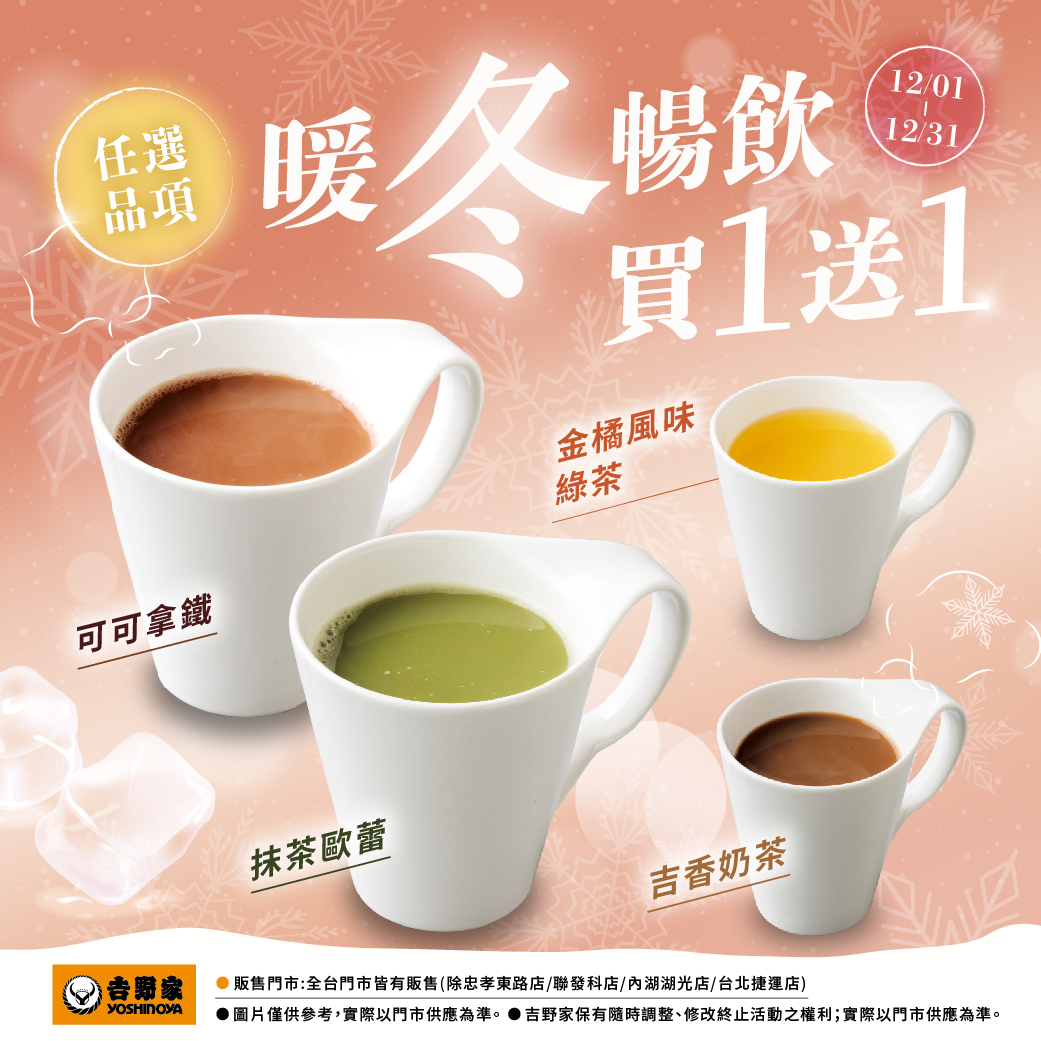 任選
品項
暖冬暢飲
買1送1
12/01
-
12/31
金橘風味
綠茶
可可拿鐵
抹茶歐蕾
吉香奶茶
吉野家
YOSHINOYA
●販售門市:全台門市皆有販售(除忠孝東路店/聯發科店/內湖湖光店/台北捷運店)
●圖片僅供參考,實際以門市供應為準。●吉野家保有隨時調整、修改終止活動之權利;實際以門市供應為準。